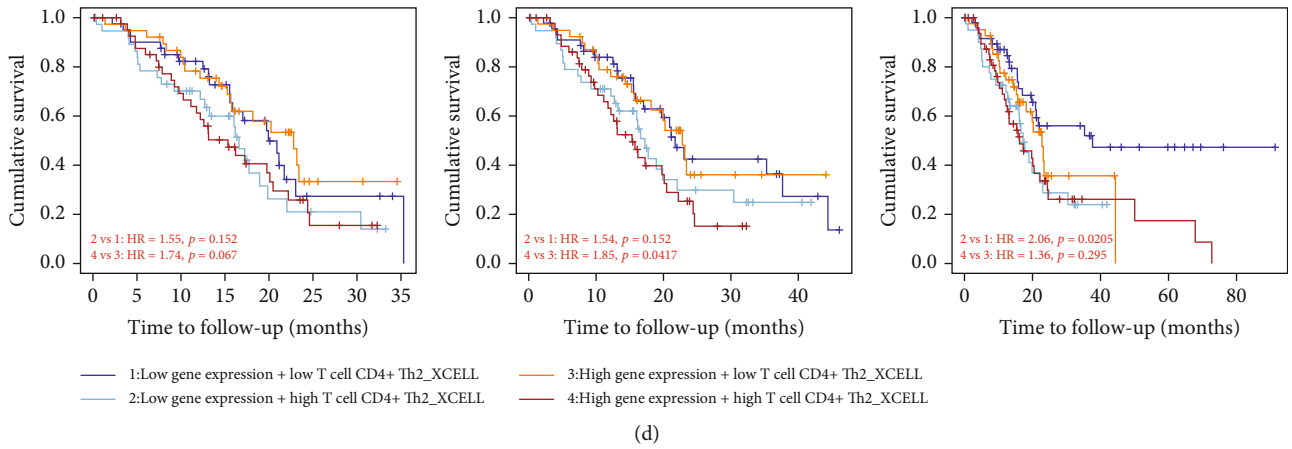 Cumulative survival
1.0
0.8
0.6
0.4
0.2
0.0
2 vs 1: HR = 1.55, p = 0.152
4 vs 3: HR = 1.74, p = 0.067
0 5 10 15 20 25 30 35
Time to follow-up (months)
Cumulative survival
1.0
0.8
0.6
0.4
0.2
0.0
2 vs 1: HR = 1.54, p = 0.152
4 vs 3: HR = 1.85, p = 0.0417
0 10 20 30 40
Time to follow-up (months)
Cumulative survival
1.0
0.8
0.6
0.4
0.2
0.0
2 vs 1: HR = 2.06, p = 0.0205
4 vs 3: HR = 1.36, p = 0.295
0 20 40 60 80
Time to follow-up (months)
1:Low gene expression + low T cell CD4+ Th2_XCELL
2:Low gene expression + high T cell CD4+ Th2_XCELL
3:High gene expression + low T cell CD4+ Th2_XCELL
4:High gene expression + high T cell CD4+ Th2_XCELL
(d)